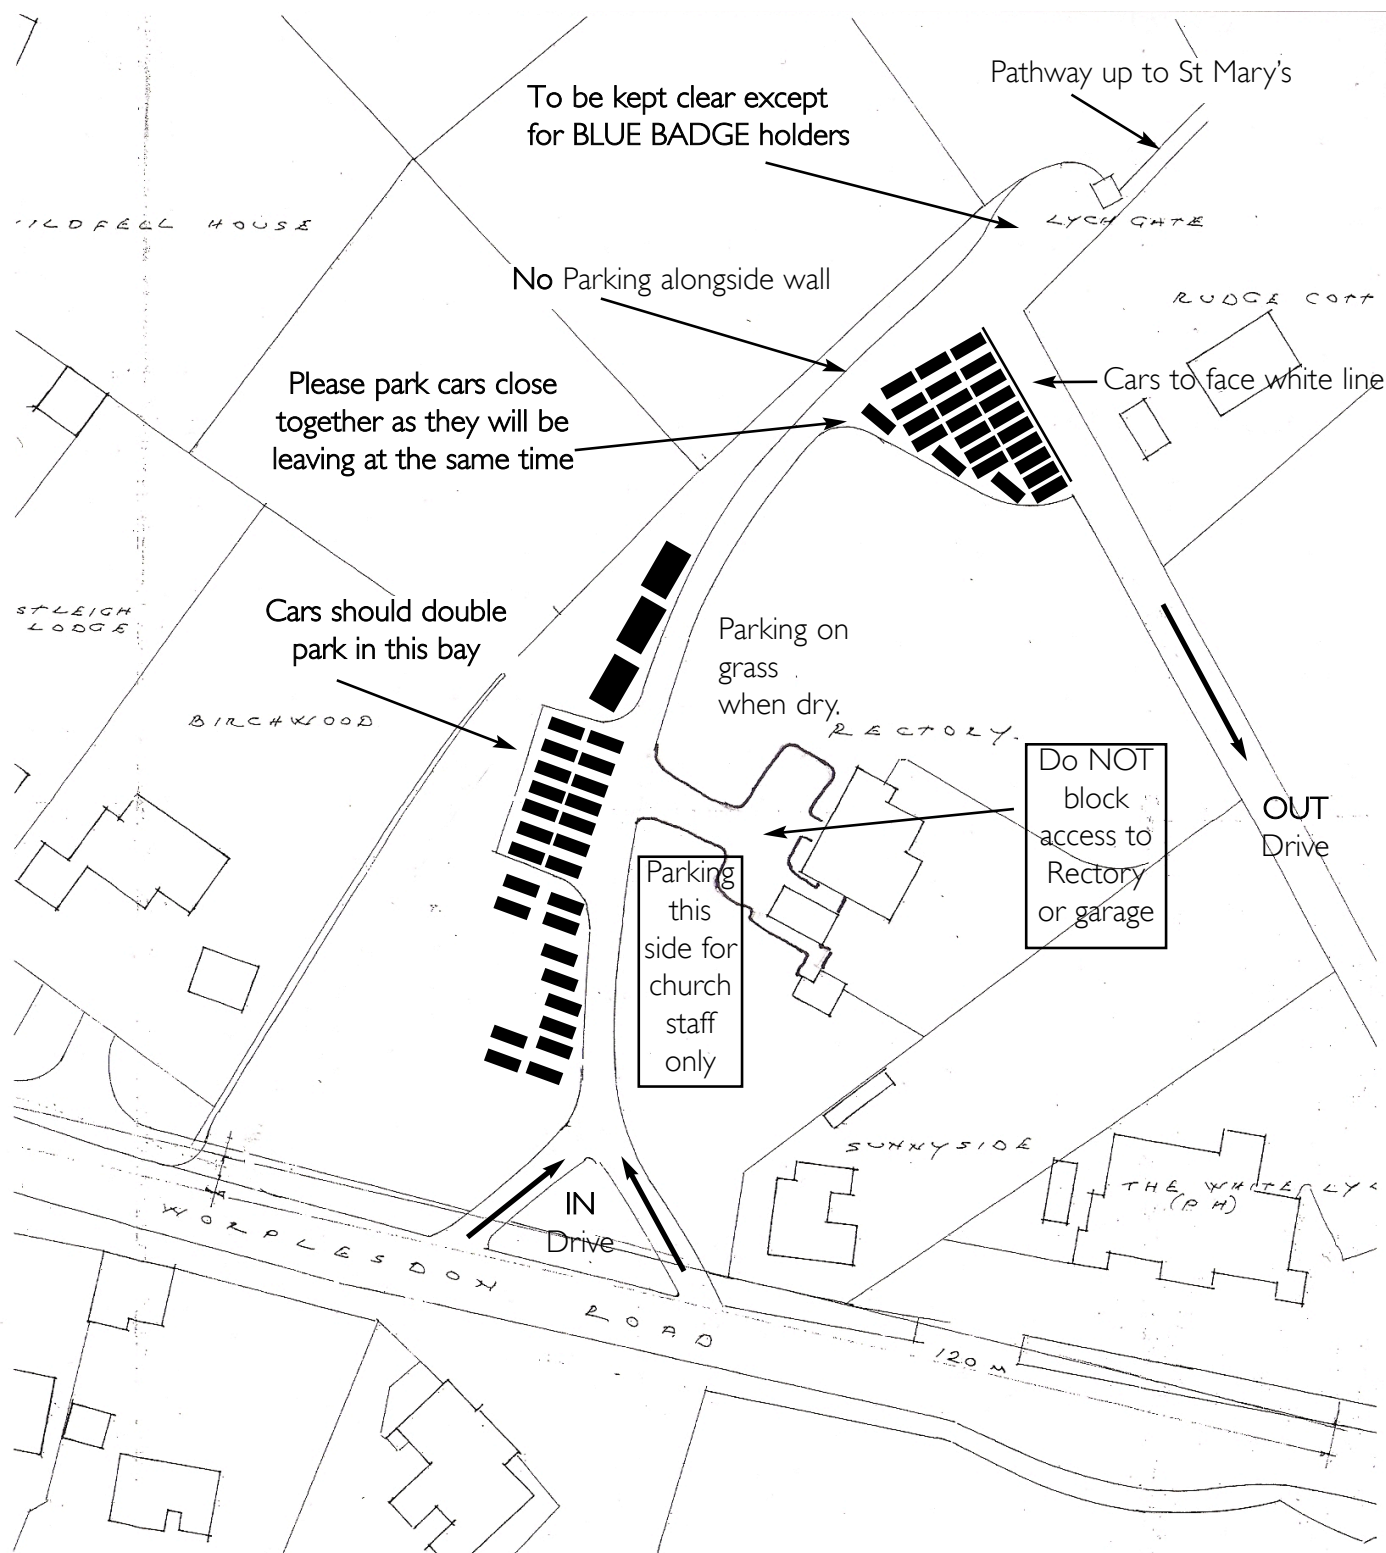 Pathway up to St Mary's
To be kept clear except
for BLUE BADGE holders
LYCH GATE
HOUSE
No Parking alongside wall
RUDGE COTT
Please park cars close
together as they will be
leaving at the same time
Cars to face white line
STLEIGH
LODGE
Cars should double
park in this bay
BIRCHWOOD
Parking on
grass
when dry.
RECTORY.
Do NOT
block
access to
Rectory
or garage
OUT
Drive
Parking
this
side for
church
staff
only
SUNNYSIDE
THE WHITE LY
(PH)
IN
Drive
WORPLESDON ROAD
120 M